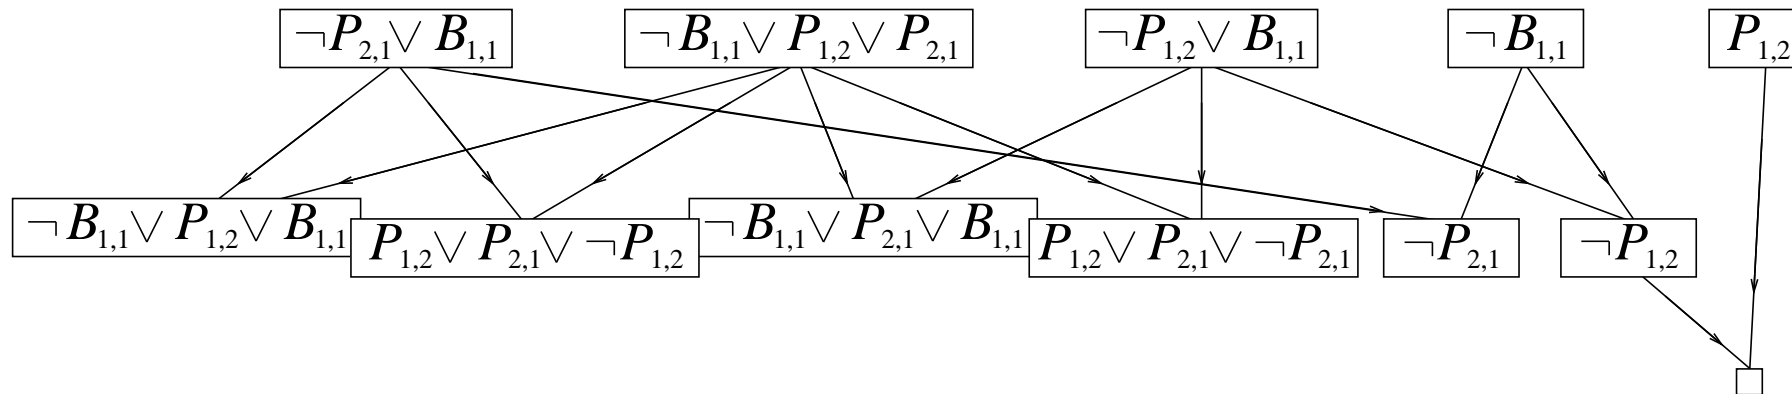 ¬P2,1 ∨ B1,1
¬B1,1 ∨ P1,2 ∨ P2,1
¬P1,2 ∨ B1,1
¬B1,1
P1,2
¬B1,1 ∨ P1,2 ∨ B1,1
P1,2 ∨ P2,1 ∨ ¬P1,2
¬B1,1 ∨ P2,1 ∨ B1,1
P1,2 ∨ P2,1 ∨ ¬P2,1
¬P2,1
¬P1,2